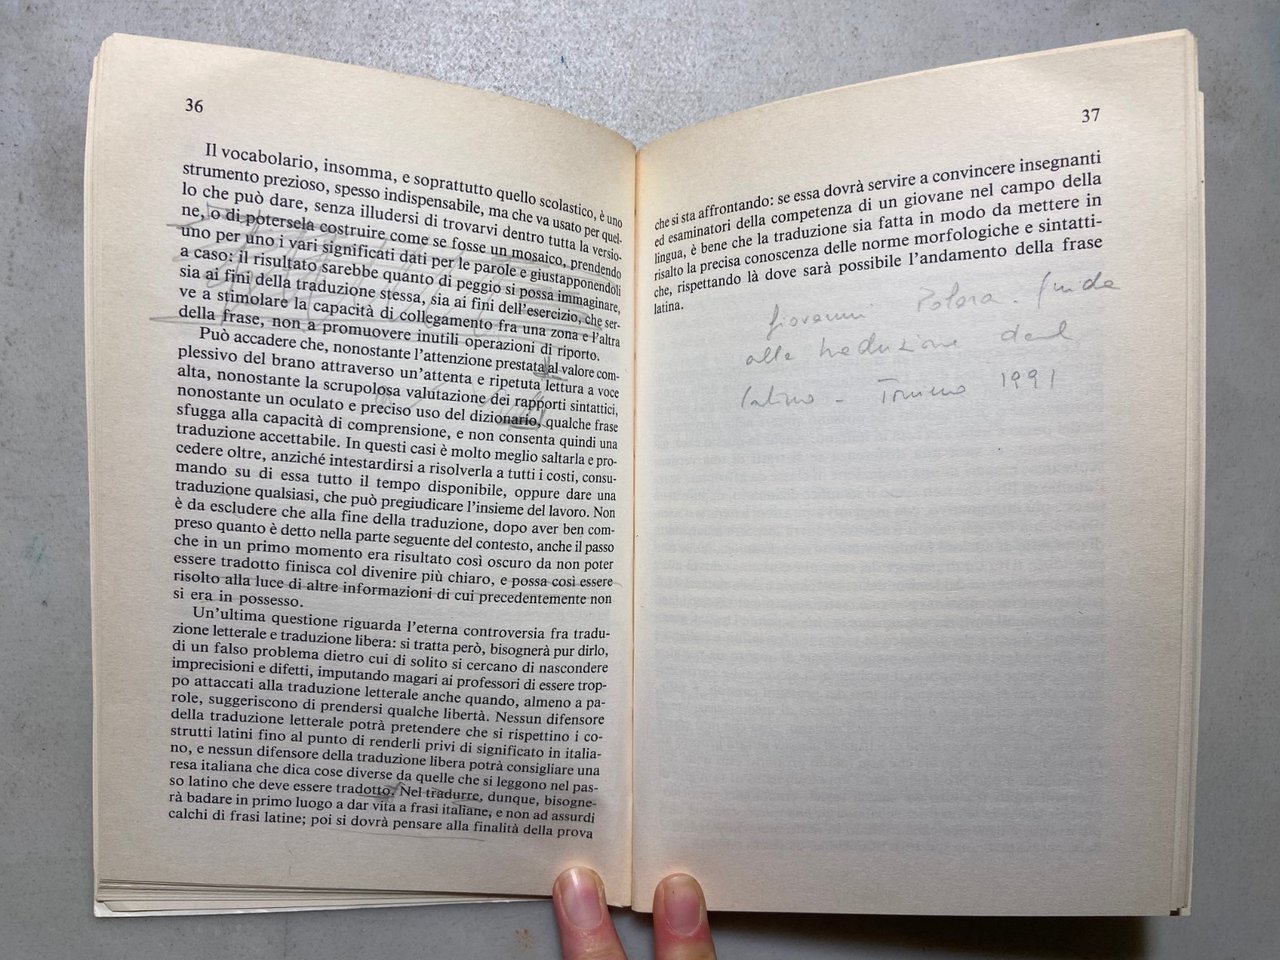 36
Il vocabolario, insomma, e soprattutto quello scolastico, è uno
strumento prezioso, spesso indispensabile, ma che va usato per quel-
lo che può dare, senza illudersi di trovarvi dentro tutta la versio-
ne, o di potersela costruire come se fosse un mosaico, prendendo
uno per uno i vari significati dati per le parole e giustapponendoli
a caso: il risultato sarebbe quanto di peggio si possa immaginare,
sia ai fini della traduzione stessa, sia ai fini dell'esercizio, che ser-
ve a stimolare la capacità di collegamento fra una zona e l'altra
della frase, non a promuovere inutili operazioni di riporto.
Può accadere che, nonostante l'attenzione prestata al valore com-
plessivo del brano attraverso un'attenta e ripetuta lettura a voce
alta, nonostante la scrupolosa valutazione dei rapporti sintattici,
nonostante un oculato e preciso uso del dizionario, qualche frase
sfugga alla capacità di comprensione, e non consenta quindi una
traduzione accettabile. In questi casi è molto meglio saltarla e pro-
cedere oltre, anziché intestardirsi a risolverla a tutti i costi, consu-
mando su di essa tutto il tempo disponibile, oppure dare una
traduzione qualsiasi, che può pregiudicare l'insieme del lavoro. Non
è da escludere che alla fine della traduzione, dopo aver ben com-
preso quanto è detto nella parte seguente del contesto, anche il passo
che in un primo momento era risultato così oscuro da non poter
essere tradotto finisca col divenire più chiaro, e possa così essere
risolto alla luce di altre informazioni di cui precedentemente non
si era in possesso.
Un'ultima questione riguarda l'eterna controversia fra tradu-
zione letterale e traduzione libera: si tratta però, bisognerà pur dirlo,
di un falso problema dietro cui di solito si cercano di nascondere
imprecisioni e difetti, imputando magari ai professori di essere trop-
po attaccati alla traduzione letterale anche quando, almeno a pa-
role, suggeriscono di prendersi qualche libertà. Nessun difensore
della traduzione letterale potrà pretendere che si rispettino i co-
strutti latini fino al punto di renderli privi di significato in italia-
no, e nessun difensore della traduzione libera potrà consigliare una
resa italiana che dica cose diverse da quelle che si leggono nel pas-
so latino che deve essere tradotto. Nel tradurre, dunque, bisogne-
rà badare in primo luogo a dar vita a frasi italiane, e non ad assurdi
calchi di frasi latine; poi si dovrà pensare alla finalità della prova
37
che si sta affrontando: se essa dovrà servire a convincere insegnanti
ed esaminatori della competenza di un giovane nel campo della
lingua, è bene che la traduzione sia fatta in modo da mettere in
risalto la precisa conoscenza delle norme morfologiche e sintatti-
che, rispettando là dove sarà possibile l'andamento della frase
latina.
Giovanni Polara. Guida
alla traduzione dal
latino - Torino 1991